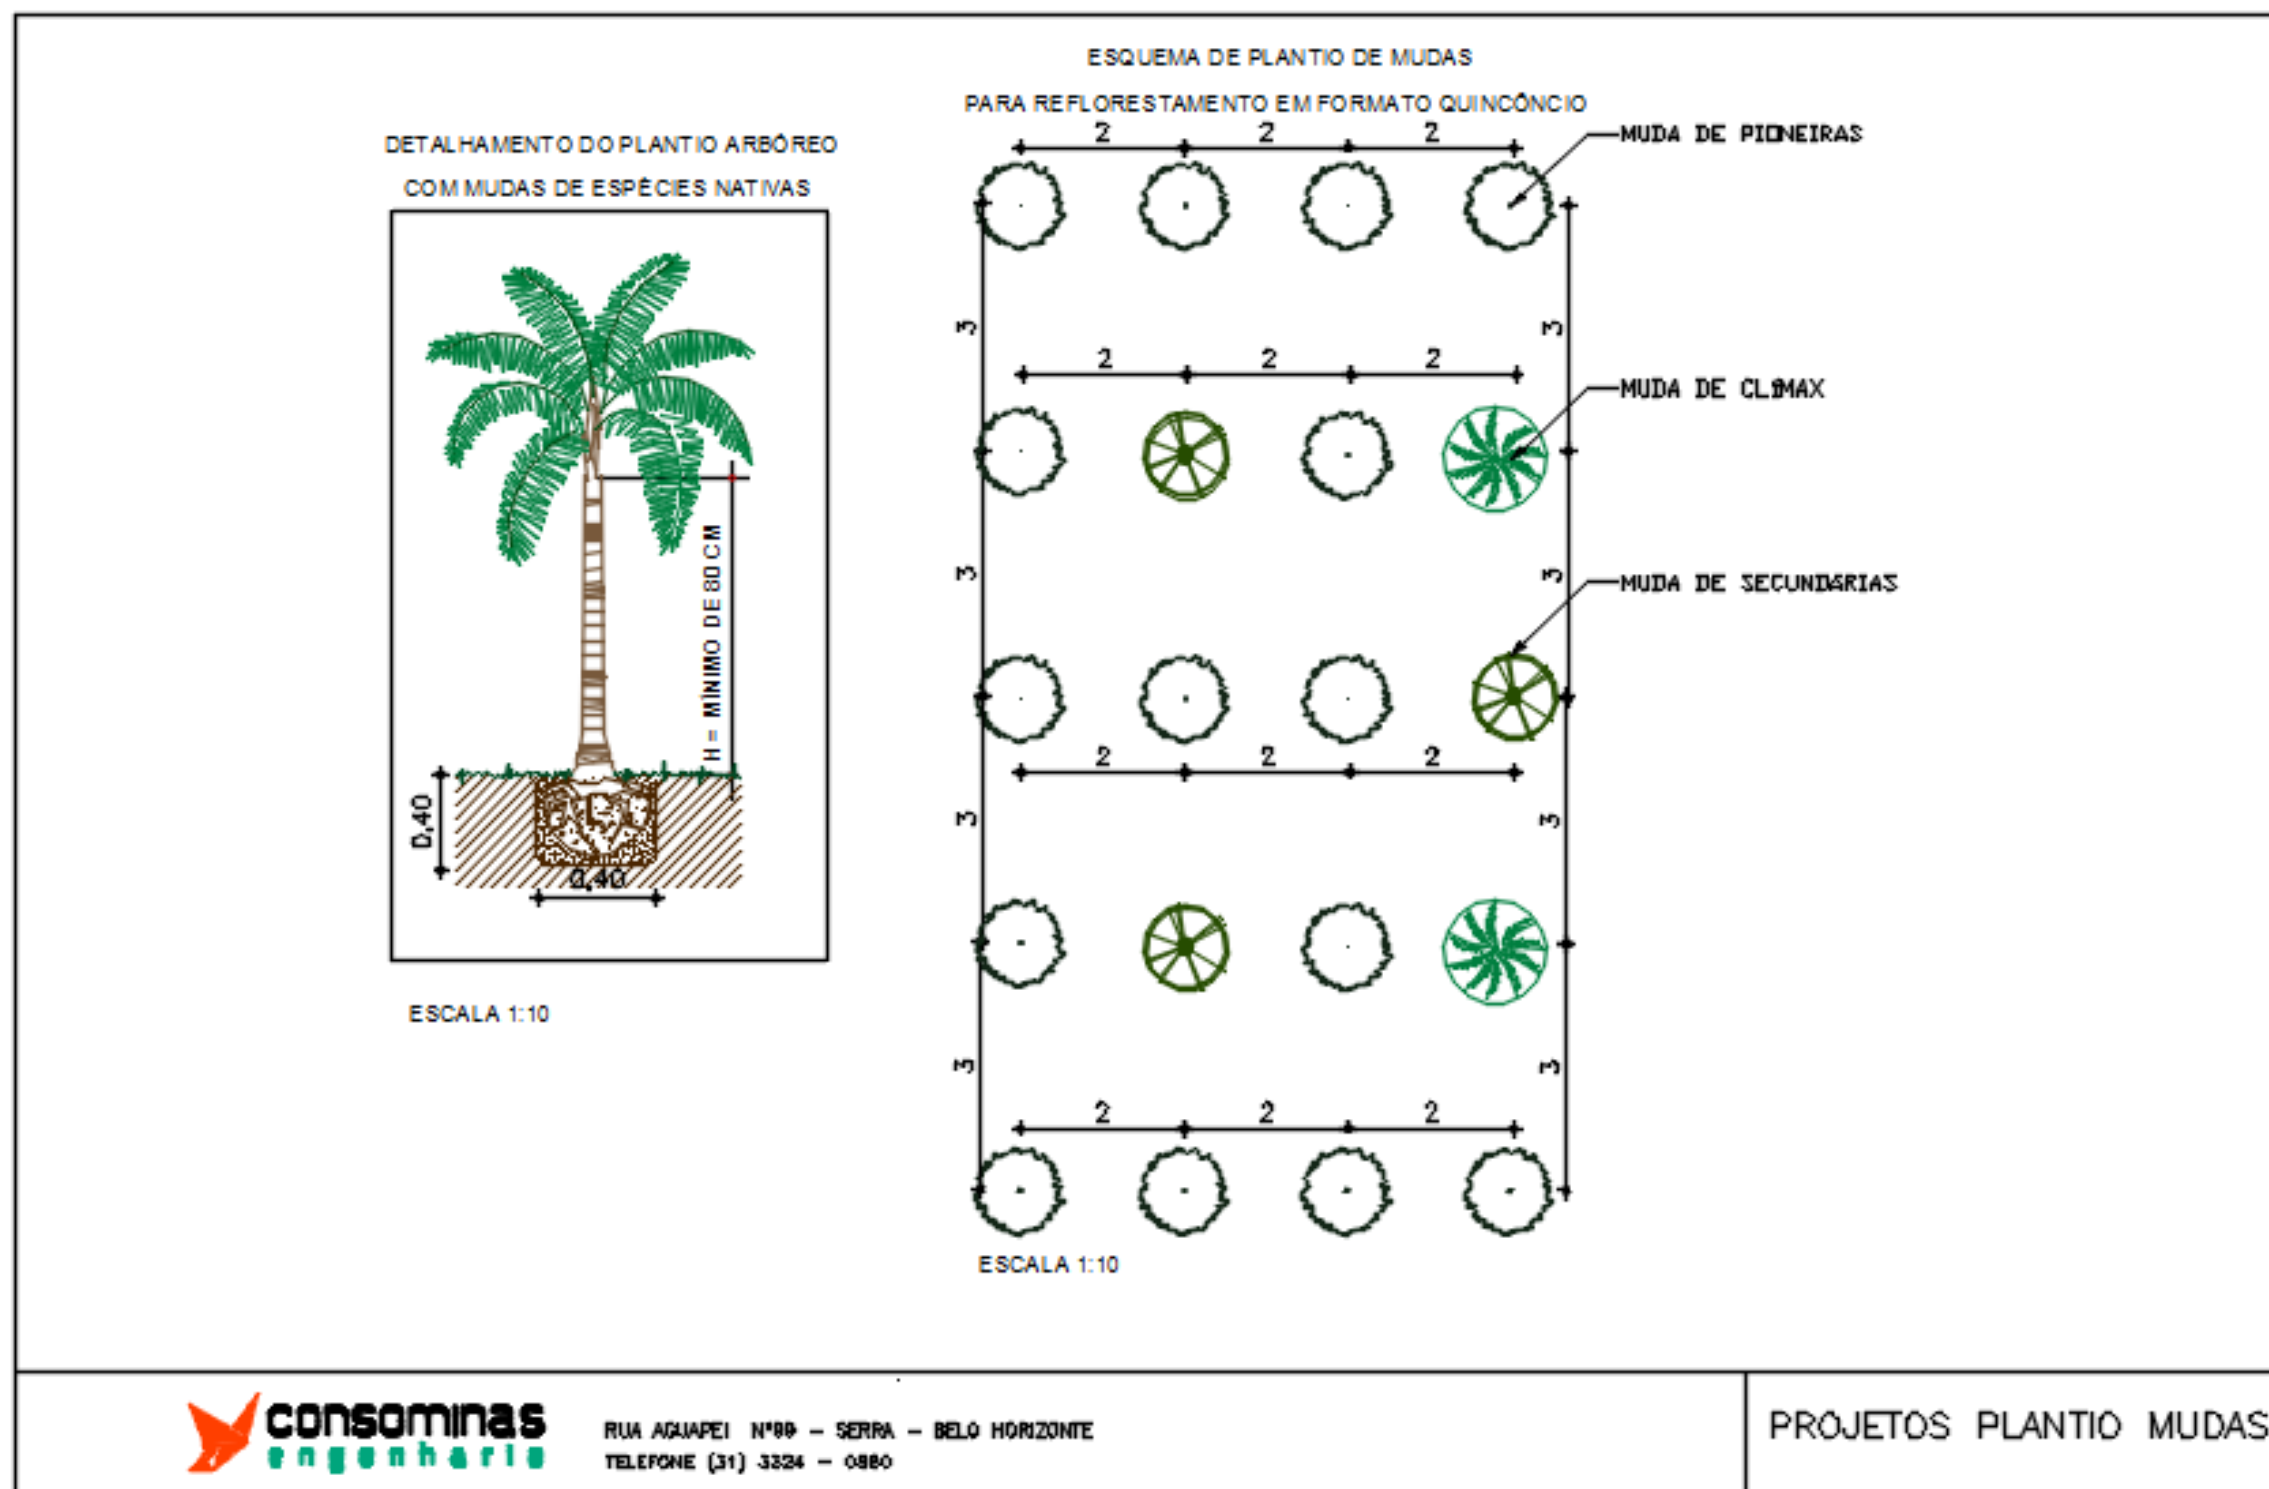 ESQUEMA DE PLANTIO DE MUDAS
PARA REFLORESTAMENTO EM FORMATO QUINCÔNCIO
DETALHAMENTO DO PLANTIO ARBÓREO
COM MUDAS DE ESPÉCIES NATIVAS
H = MÍNIMO DE 80 CM
0,40
0,40
ESCALA 1:10
2 2 2
MUDA DE PIONEIRAS
3 3
2 2 2
MUDA DE CLIMAX
3 3
MUDA DE SECUNDÁRIAS
2 2 2
3 3
3 3
2 2 2
ESCALA 1:10
consominas
engenharia
RUA AGUAPEI Nº99 – SERRA – BELO HORIZONTE
TELEFONE (31) 3324 –
PROJETOS PLANTIO MUDAS